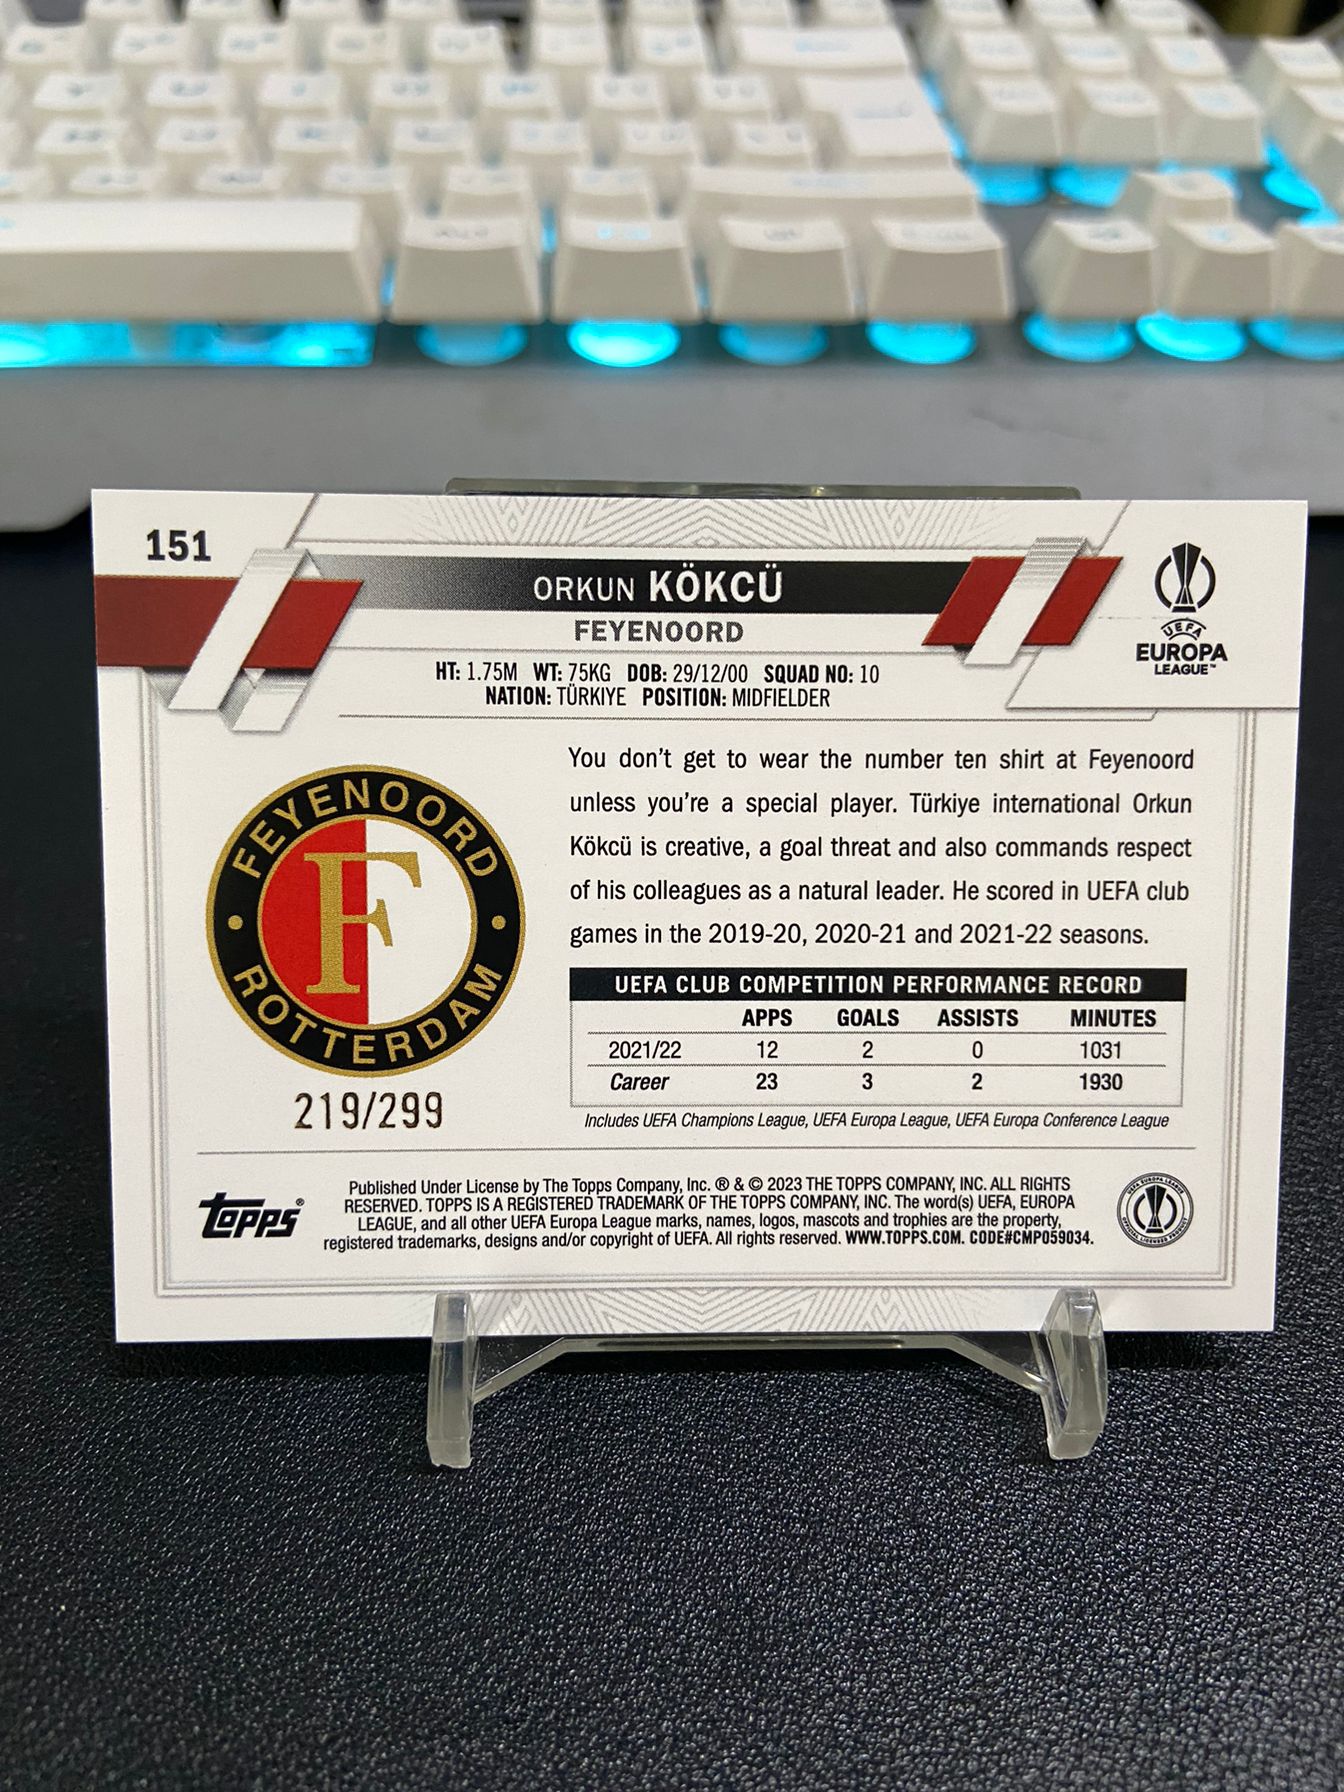 151
ORKUN KÖKCÜ
FEYENOORD
UEFA
EUROPA
LEAGUE™
HT: 1.75M WT: 75KG DOB: 29/12/00 SQUAD NO: 10
NATION: TÜRKIYE POSITION: MIDFIELDER
You don't get to wear the number ten shirt at Feyenoord
unless you're a special player. Türkiye international Orkun
Kökcü is creative, a goal threat and also commands respect
of his colleagues as a natural leader. He scored in UEFA club
games in the 2019-20, 2020-21 and 2021-22 seasons.
FEYENOORD
F
ROTTERDAM
219/299
UEFA CLUB COMPETITION PERFORMANCE RECORD
APPS GOALS ASSISTS MINUTES
2021/22 12 2 0 1031
Career 23 3 2 1930
Includes UEFA Champions League, UEFA Europa League, UEFA Europa Conference League
topps®
Published Under License by The Topps Company, Inc. ® & © 2023 THE TOPPS COMPANY, INC. ALL RIGHTS
RESERVED. TOPPS IS A REGISTERED TRADEMARK OF THE TOPPS COMPANY, INC. The word(s) UEFA, EUROPA
LEAGUE, and all other UEFA Europa League marks, names, logos, mascots and trophies are the property,
registered trademarks, designs and/or copyright of UEFA. All rights reserved. WWW.TOPPS.COM. CODE#CMP059034.
UEFA EUROPA LEAGUE
OFFICIAL LICENSED PRODUCT